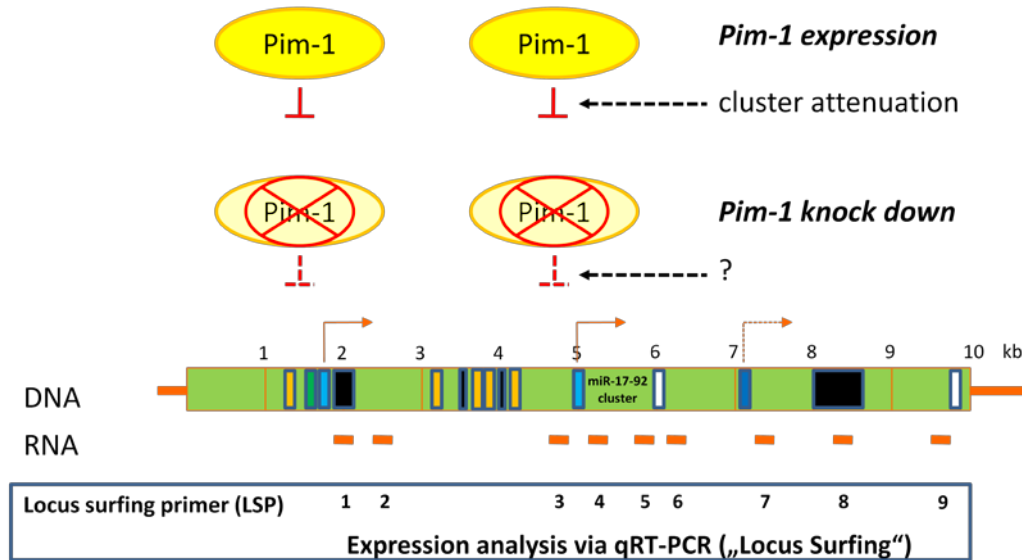 Pim-1 Pim-1 Pim-1 expression
cluster attenuation
Pim-1 Pim-1 Pim-1 knock down
?
1 2 3 4 5 6 7 8 9 10 kb
DNA miR-17-92
cluster
RNA
Locus surfing primer (LSP) 1 2 3 4 5 6 7 8 9
Expression analysis via qRT-PCR („Locus Surfing“)